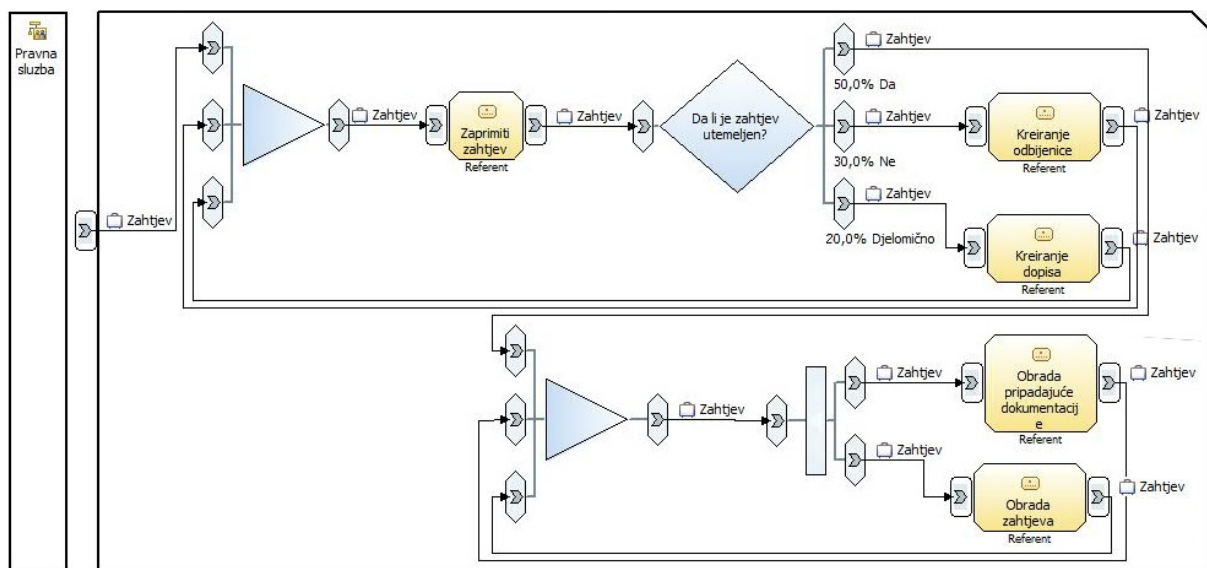 Pravna
sluzba
Zahtjev
Zahtjev
Zaprimiti
zahtjev
Referent
Zahtjev
Da li je zahtjev
utemeljen?
Zahtjev
50,0% Da
Zahtjev
30,0% Ne
Zahtjev
20,0% Djelomično
Kreiranje
odbijenice
Referent
Zahtjev
Kreiranje
dopisa
Referent
Zahtjev
Zahtjev
Zahtjev
Obrada
pripadajuće
dokumentacij
e
Referent
Zahtjev
Zahtjev
Obrada
zahtjeva
Referent
Zahtjev